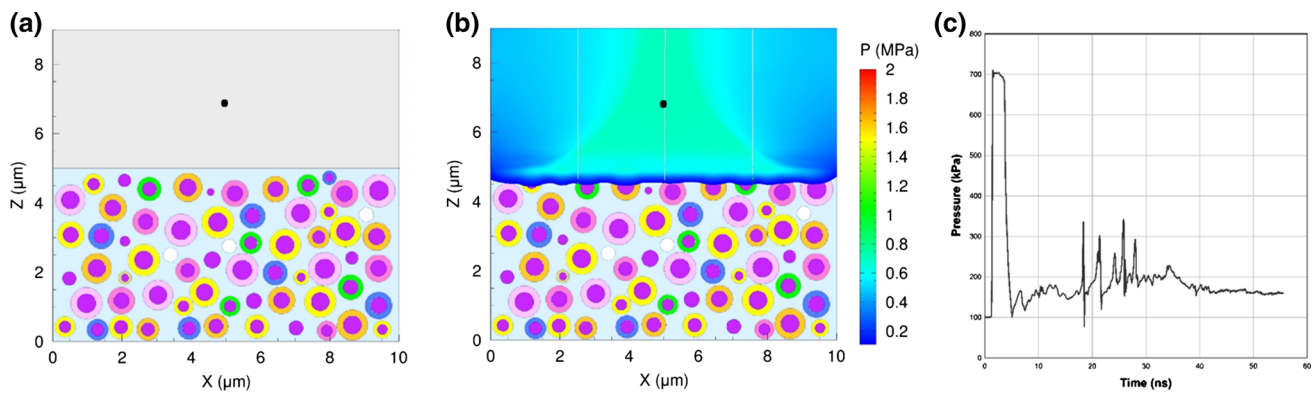 (a)
8
6
4
2
0
Z (µm)
0 2 4 6 8 10
X (µm)
(b)
8
6
4
2
0
Z (µm)
0 2 4 6 8 10
X (µm)
P (MPa)
2
1.8
1.6
1.4
1.2
1
0.8
0.6
0.4
0.2
(c)
800
700
600
500
400
300
200
100
0
Pressure (kPa)
0 10 20 30 40 50 60
Time (ns)